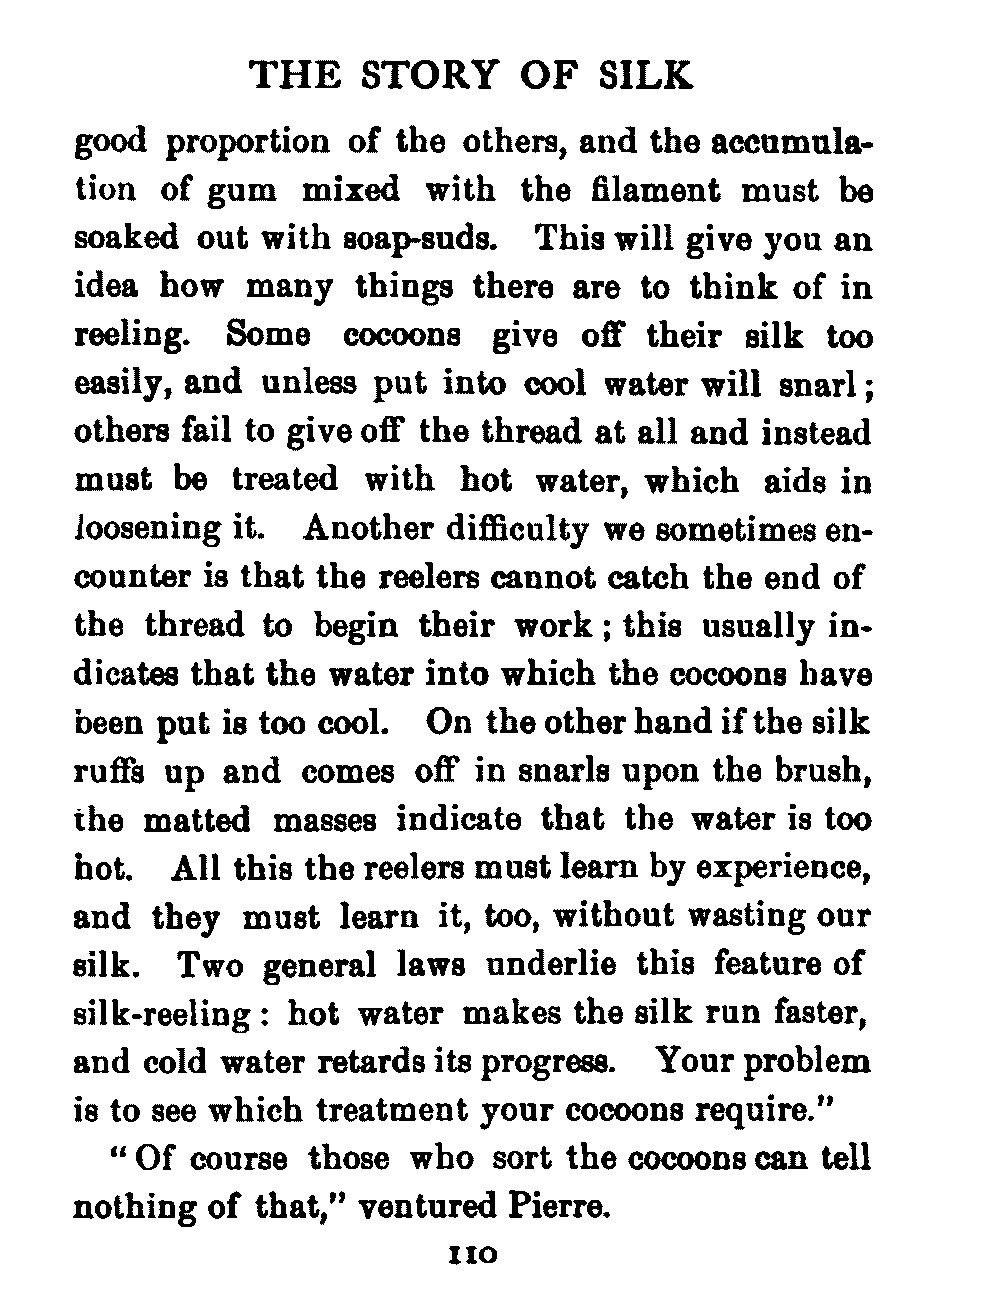 THE STORY OF SILK
good proportion of the others, and the accumula-
tion of gum mixed with the filament must be
soaked out with soap-suds. This will give you an
idea how many things there are to think of in
reeling. Some cocoons give off their silk too
easily, and unless put into cool water will snarl;
others fail to give off the thread at all and instead
must be treated with hot water, which aids in
loosening it. Another difficulty we sometimes en-
counter is that the reelers cannot catch the end of
the thread to begin their work; this usually in-
dicates that the water into which the cocoons have
been put is too cool. On the other hand if the silk
ruffs up and comes off in snarls upon the brush,
the matted masses indicate that the water is too
hot. All this the reelers must learn by experience,
and they must learn it, too, without wasting our
silk. Two general laws underlie this feature of
silk-reeling: hot water makes the silk run faster,
and cold water retards its progress. Your problem
is to see which treatment your cocoons require."
"Of course those who sort the cocoons can tell
nothing of that," ventured Pierre.
110